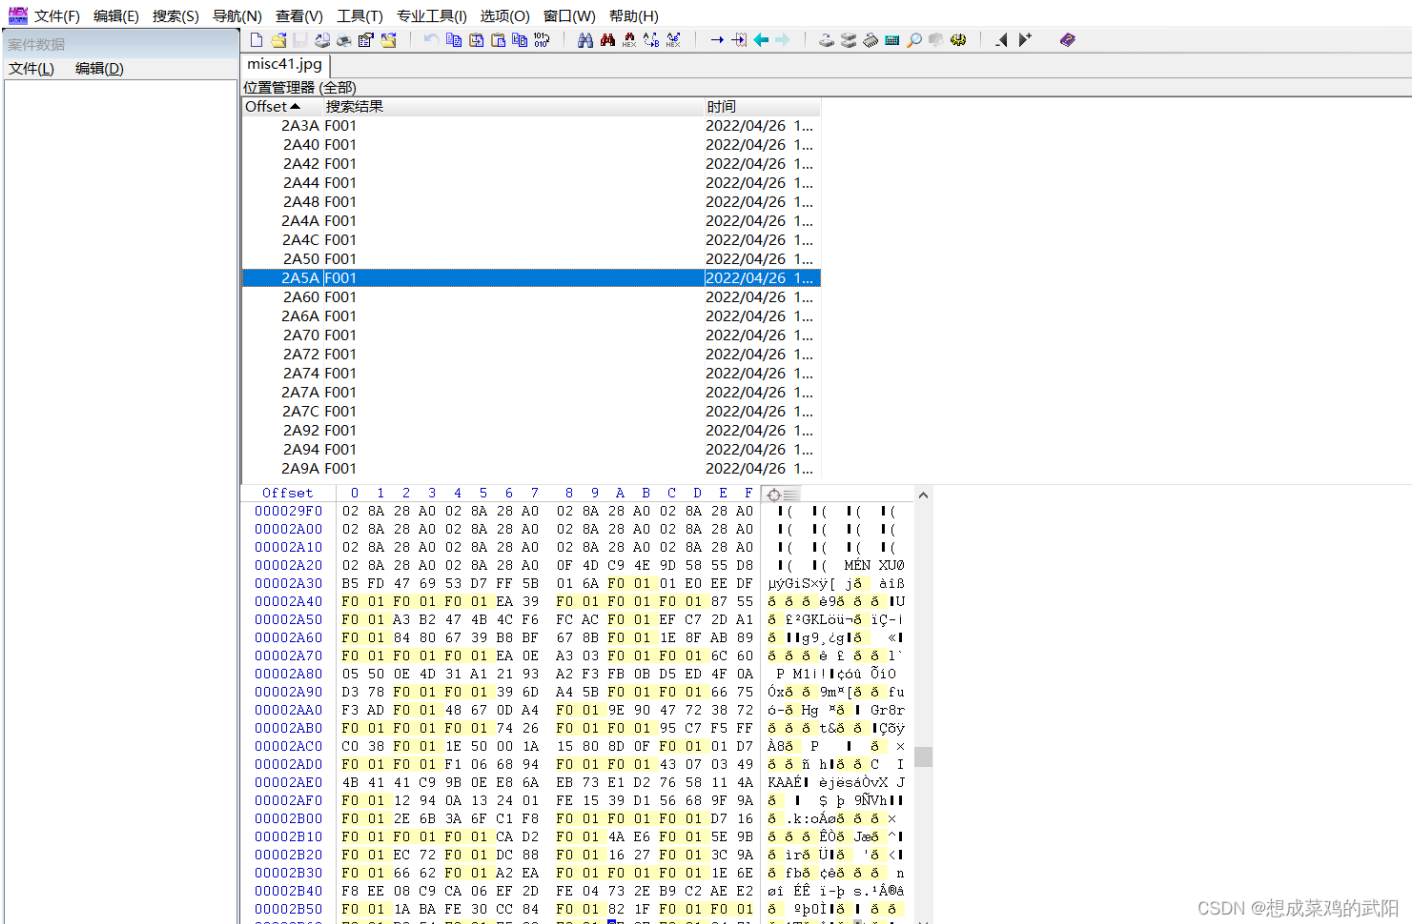 文件(F) 编辑(E) 搜索(S) 导航(N) 查看(V) 工具(T) 专业工具(I) 选项(O) 窗口(W) 帮助(H)
案件数据
文件(L) 编辑(D)
misc41.jpg
位置管理器 (全部)
Offset 搜索结果 时间
2A3A F001 2022/04/26 1...
2A40 F001 2022/04/26 1...
2A42 F001 2022/04/26 1...
2A44 F001 2022/04/26 1...
2A48 F001 2022/04/26 1...
2A4A F001 2022/04/26 1...
2A4C F001 2022/04/26 1...
2A50 F001 2022/04/26 1...
2A5A F001 2022/04/26 1...
2A60 F001 2022/04/26 1...
2A6A F001 2022/04/26 1...
2A70 F001 2022/04/26 1...
2A72 F001 2022/04/26 1...
2A74 F001 2022/04/26 1...
2A7A F001 2022/04/26 1...
2A7C F001 2022/04/26 1...
2A92 F001 2022/04/26 1...
2A94 F001 2022/04/26 1...
2A9A F001 2022/04/26 1...
Offset 0 1 2 3 4 5 6 7 8 9 A B C D E F
000029F0 02 8A 28 A0 02 8A 28 A0 02 8A 28 A0 02 8A 28 A0
00002A00 02 8A 28 A0 02 8A 28 A0 02 8A 28 A0 02 8A 28 A0
00002A10 02 8A 28 A0 02 8A 28 A0 02 8A 28 A0 02 8A 28 A0
00002A20 02 8A 28 A0 02 8A 28 A0 0F 4D C9 4E 9D 58 55 D8
00002A30 B5 FD 47 69 53 D7 FF 5B 01 6A F0 01 01 E0 EE DF
00002A40 F0 01 F0 01 F0 01 EA 39 F0 01 F0 01 F0 01 87 55
00002A50 F0 01 A3 B2 47 4B 4C F6 FC AC F0 01 EF C7 2D A1
00002A60 F0 01 84 80 67 39 B8 BF 67 8B F0 01 1E 8F AB 89
00002A70 F0 01 F0 01 F0 01 EA 0E A3 03 F0 01 F0 01 6C 60
00002A80 05 50 0E 4D 31 A1 21 93 A2 F3 FB 0B D5 ED 4F 0A
00002A90 D3 78 F0 01 F0 01 39 6D A4 5B F0 01 F0 01 66 75
00002AA0 F3 AD F0 01 48 67 0D A4 F0 01 9E 90 47 72 38 72
00002AB0 F0 01 F0 01 F0 01 74 26 F0 01 F0 01 95 C7 F5 FF
00002AC0 C0 38 F0 01 1E 50 00 1A 15 80 8D 0F F0 01 01 D7
00002AD0 F0 01 F0 01 F1 06 68 94 F0 01 F0 01 43 07 03 49
00002AE0 4B 41 41 C9 9B 0E E8 6A EB 73 E1 D2 76 58 11 4A
00002AF0 F0 01 12 94 0A 13 24 01 FE 15 39 D1 56 68 9F 9A
00002B00 F0 01 2E 6B 3A 6F C1 F8 F0 01 F0 01 F0 01 D7 16
00002B10 F0 01 F0 01 F0 01 CA D2 F0 01 4A E6 F0 01 5E 9B
00002B20 F0 01 EC 72 F0 01 DC 88 F0 01 16 27 F0 01 3C 9A
00002B30 F0 01 66 62 F0 01 A2 EA F0 01 F0 01 F0 01 1E 6E
00002B40 F8 EE 08 C9 CA 06 EF 2D FE 04 73 2E B9 C2 AE E2
00002B50 F0 01 1A BA FE 30 CC 84 F0 01 82 1F F0 01 F0 01
CSDN @想成菜鸡的武阳